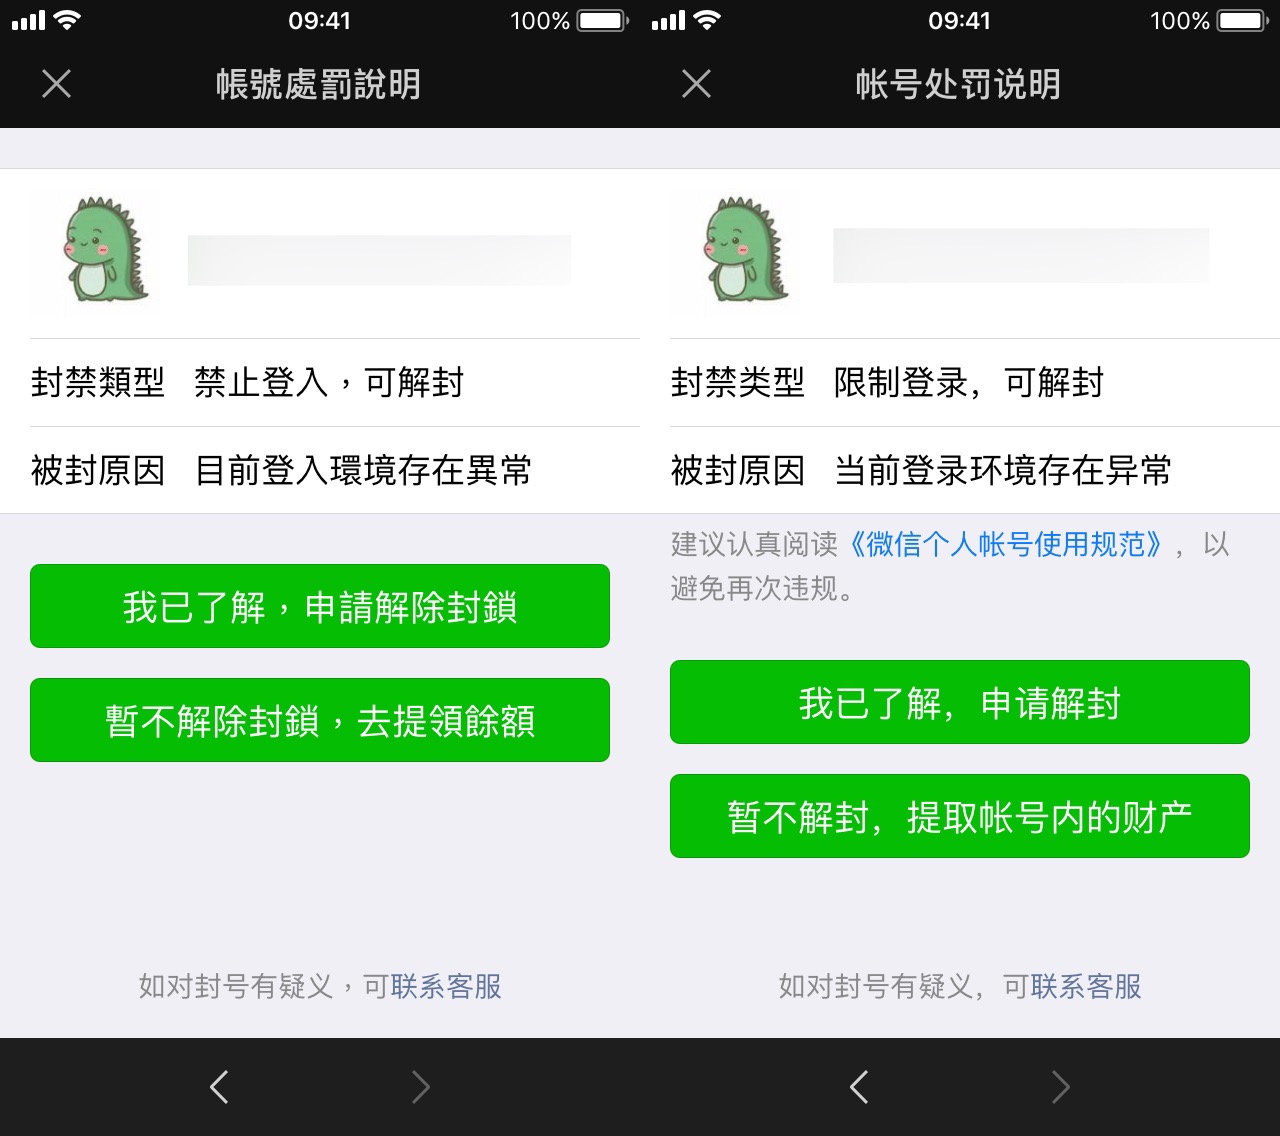 09:41
100%
帳號處罰說明
封禁類型 禁止登入，可解封
被封原因 目前登入環境存在異常
我已了解，申請解除封鎖
暫不解除封鎖，去提領餘額
如对封号有疑义，可联系客服
09:41
100%
帐号处罚说明
封禁类型 限制登录，可解封
被封原因 当前登录环境存在异常
建议认真阅读《微信个人帐号使用规范》，以
避免再次违规。
我已了解，申请解封
暂不解封，提取帐号内的财产
如对封号有疑义，可联系客服